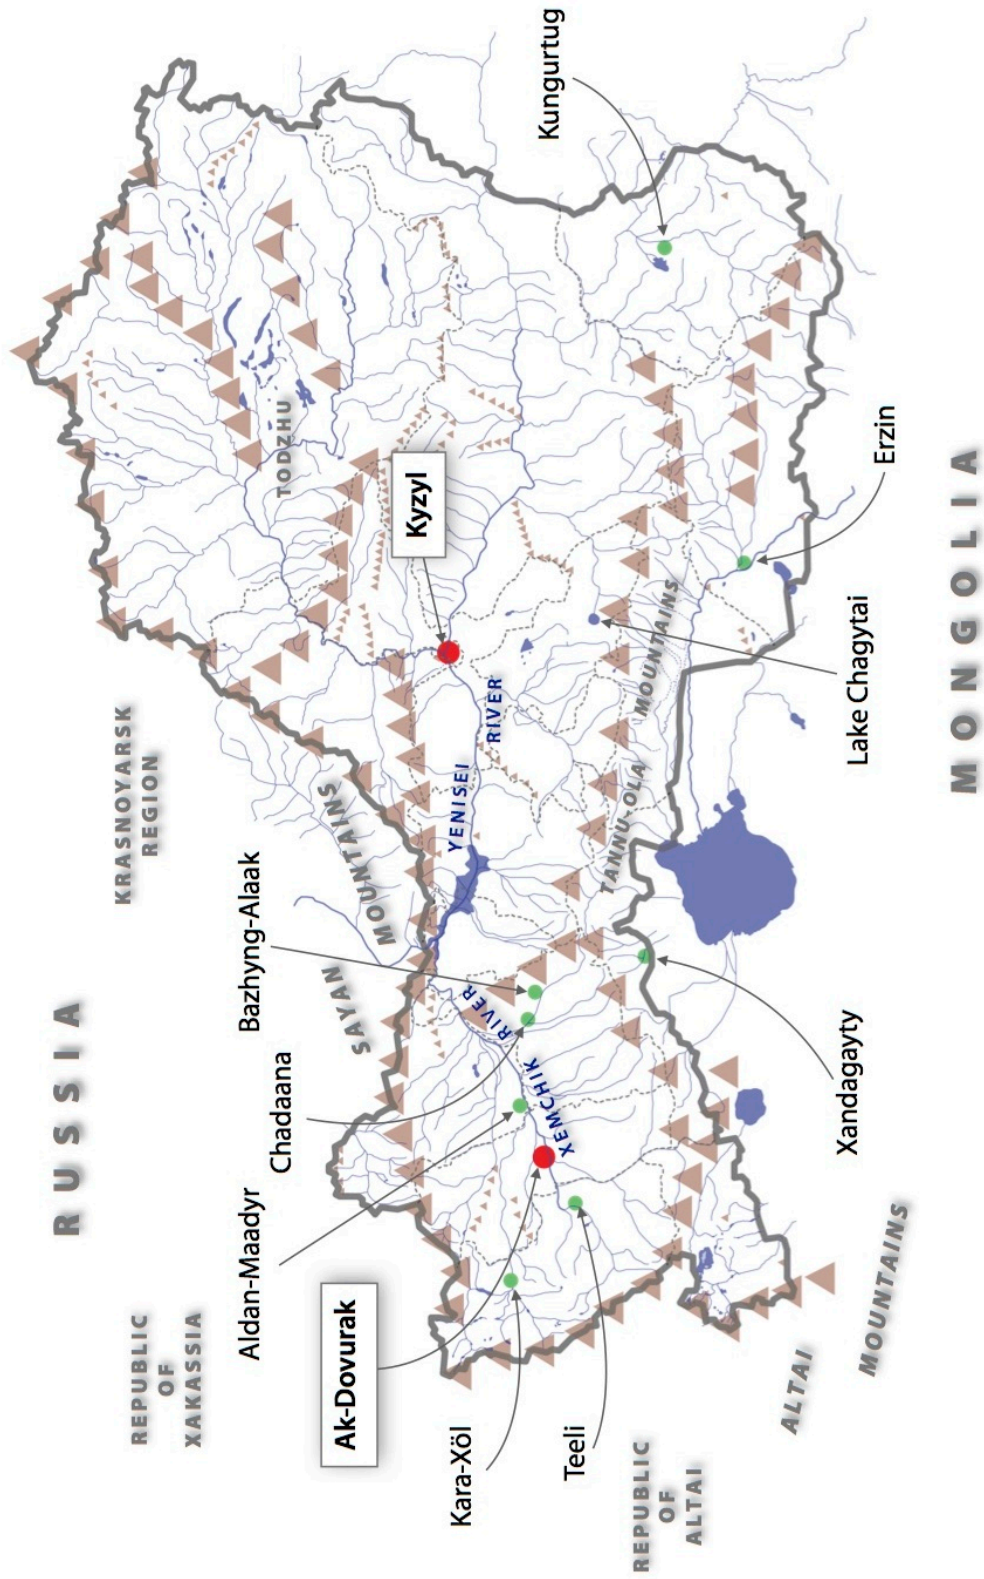 RUSSIA
KRASNOYARSK
REGION
REPUBLIC
OF
XAKASSIA
SAYAN
MOUNTAINS
TODZHU
Aldan-Maadyr
Chadaana
Bazhyng-Alaak
Ak-Dovurak
Kyzyl
Kara-Xöl
Teeli
XEMCHIK
RIVER
YENISEI
RIVER
Kungurtug
TANNU-OLA
MOUNTAINS
REPUBLIC
OF
ALTAI
ALTAI
MOUNTAINS
Xandagayty
Lake Chagytai
Erzin
MONGOLIA